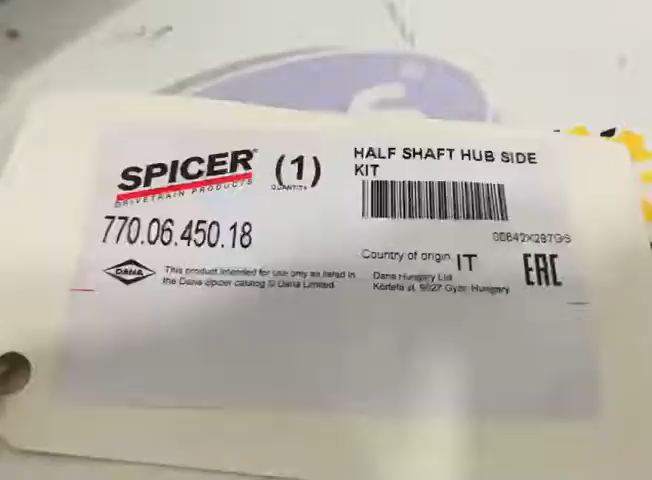 SPICER®
DRIVETRAIN PRODUCTS
(1)
QUANTITY
HALF SHAFT HUB SIDE
KIT
770.06.450.18
Country of origin IT
EAC
DANA
This product intended for use only as listed in
the Dana spicer catalog © Dana Limited
Dana Hungary Ltd
9027 Gyor, Hungary